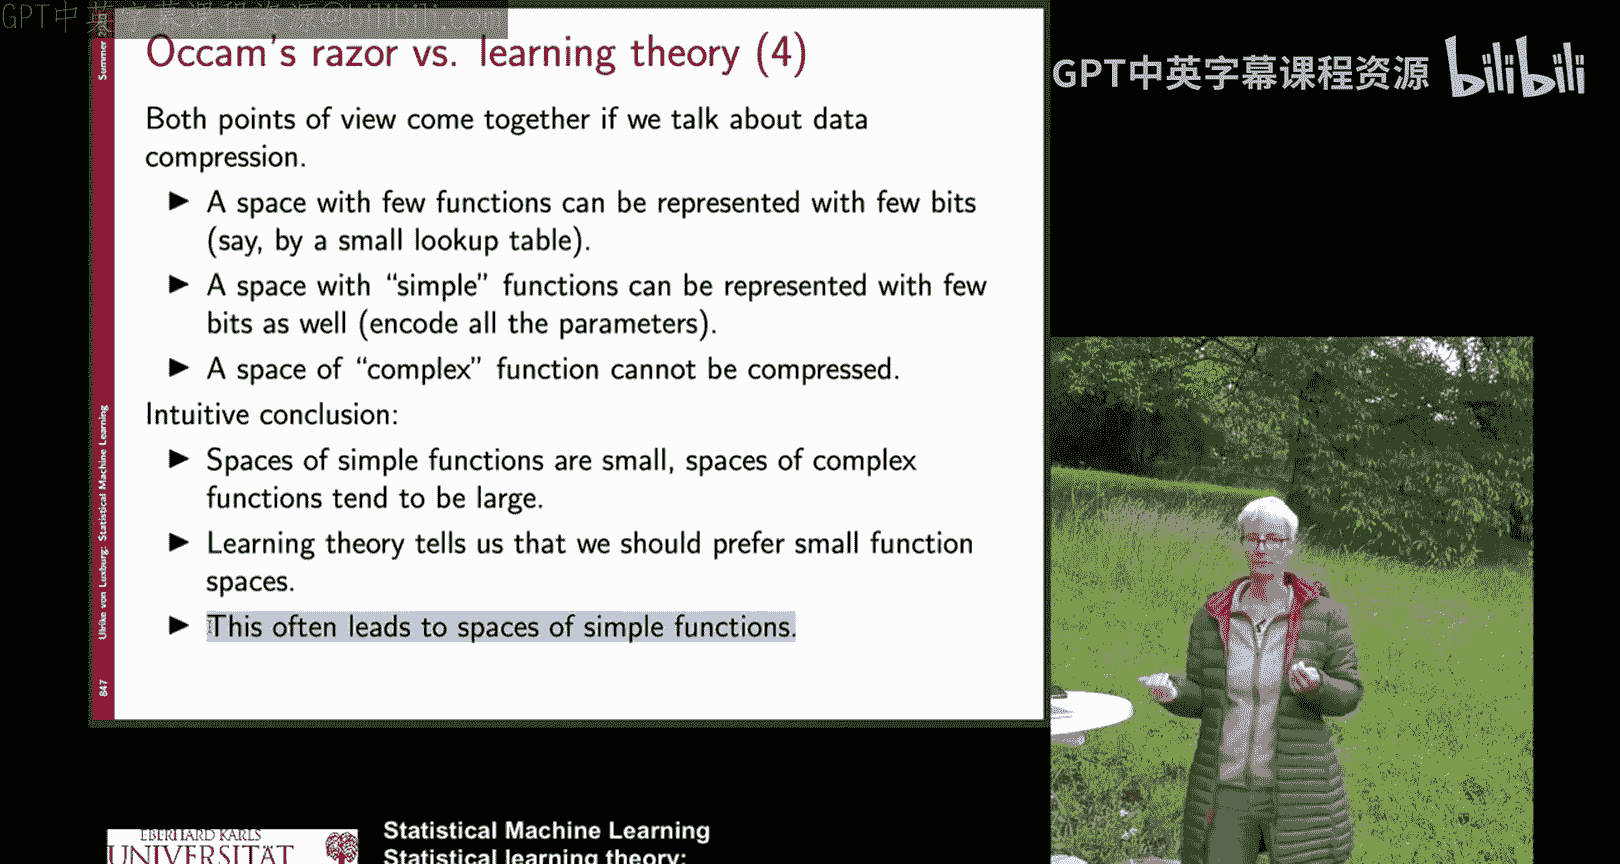 GPT中英字幕课程资源@bilibili.com
GPT中英字幕课程资源 bilibili
Summer 2020
Occam's razor vs. learning theory (4)
Both points of view come together if we talk about data
compression.
▶ A space with few functions can be represented with few bits
(say, by a small lookup table).
▶ A space with “simple” functions can be represented with few
bits as well (encode all the parameters).
▶ A space of “complex” function cannot be compressed.
Intuitive conclusion:
▶ Spaces of simple functions are small, spaces of complex
functions tend to be large.
▶ Learning theory tells us that we should prefer small function
spaces.
▶ This often leads to spaces of simple functions.
Ulrike von Luxburg: Statistical Machine Learning
847
EBERHARD KARLS
UNIVERSITÄT
Statistical Machine Learning
Statistical learning theory: